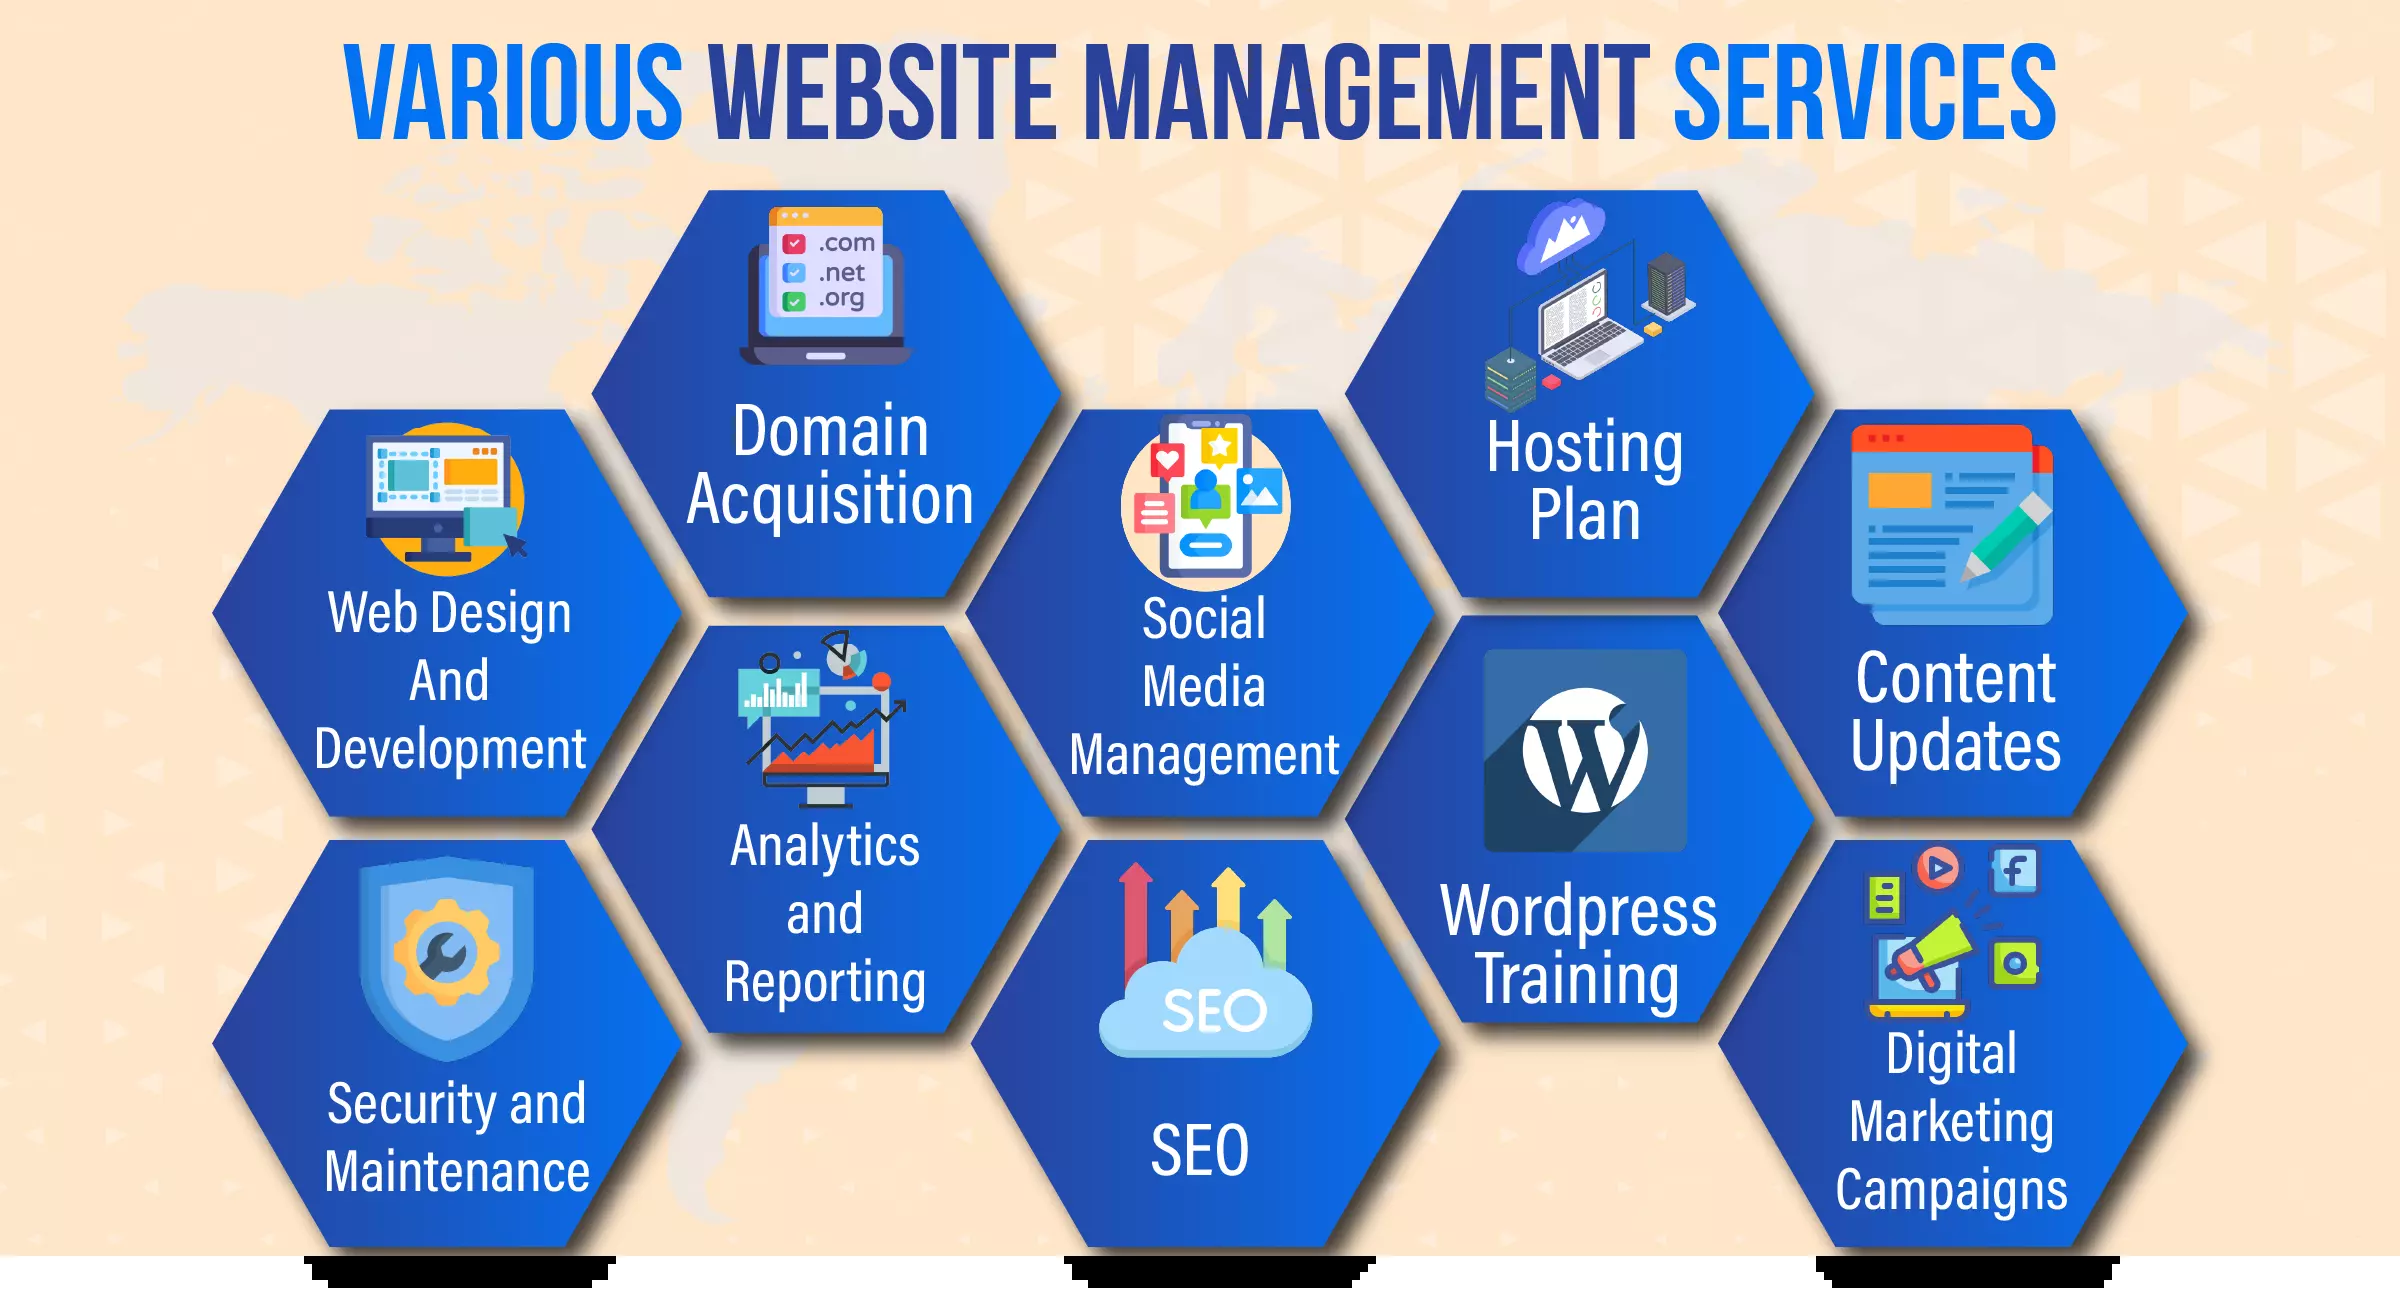 VARIOUS WEBSITE MANAGEMENT SERVICES
.com
.net
.org
Domain
Acquisition
Hosting
Plan
Web Design
And
Development
Social
Media
Management
Content
Updates
Analytics
and
Reporting
W
Wordpress
Training
Security and
Maintenance
SEO
SEO
f
Digital
Marketing
Campaigns